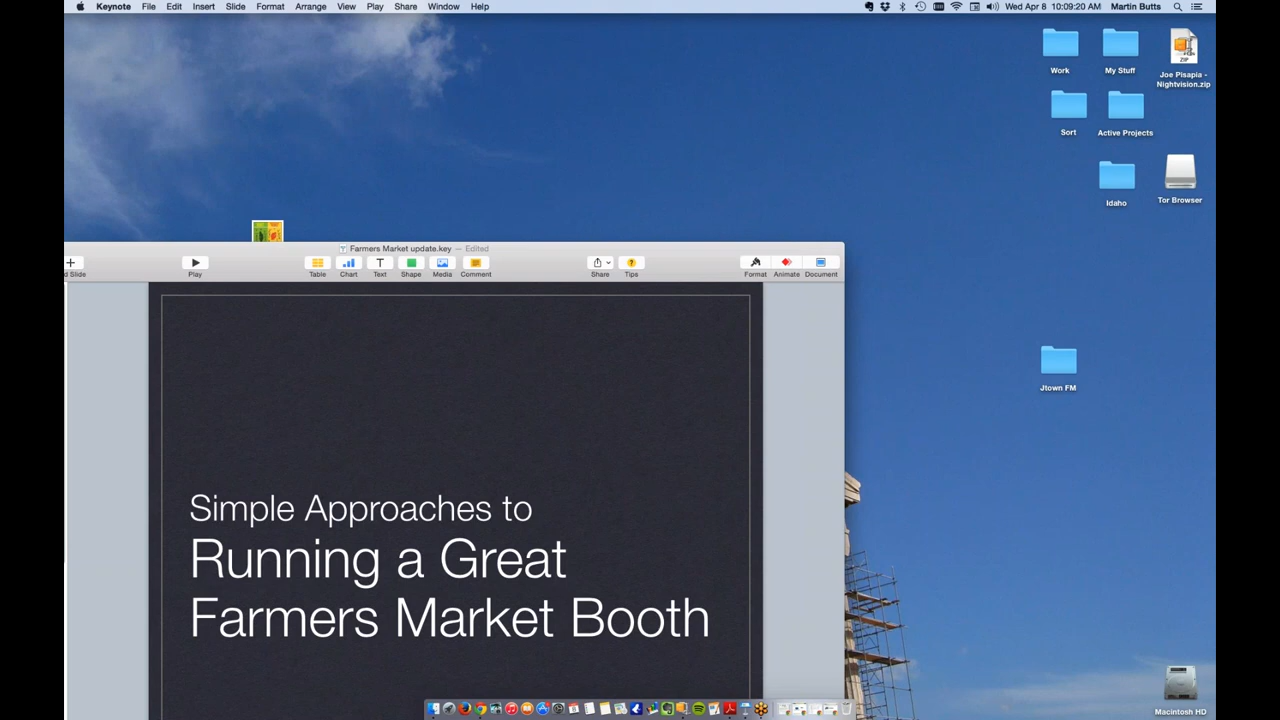 Keynote File Edit Insert Slide Format Arrange View Play Share Window Help Wed Apr 8 10:09:20 AM Martin Butts
Work
My Stuff
ZIP
Joe Pisapia -
Nightvision.zip
Sort
Active Projects
Idaho
Tor Browser
Farmers Market update.key — Edited
d Slide Play Table Chart Text Shape Media Comment Share Tips Format Animate Document
Jtown FM
Simple Approaches to
Running a Great
Farmers Market Booth
Macintosh HD